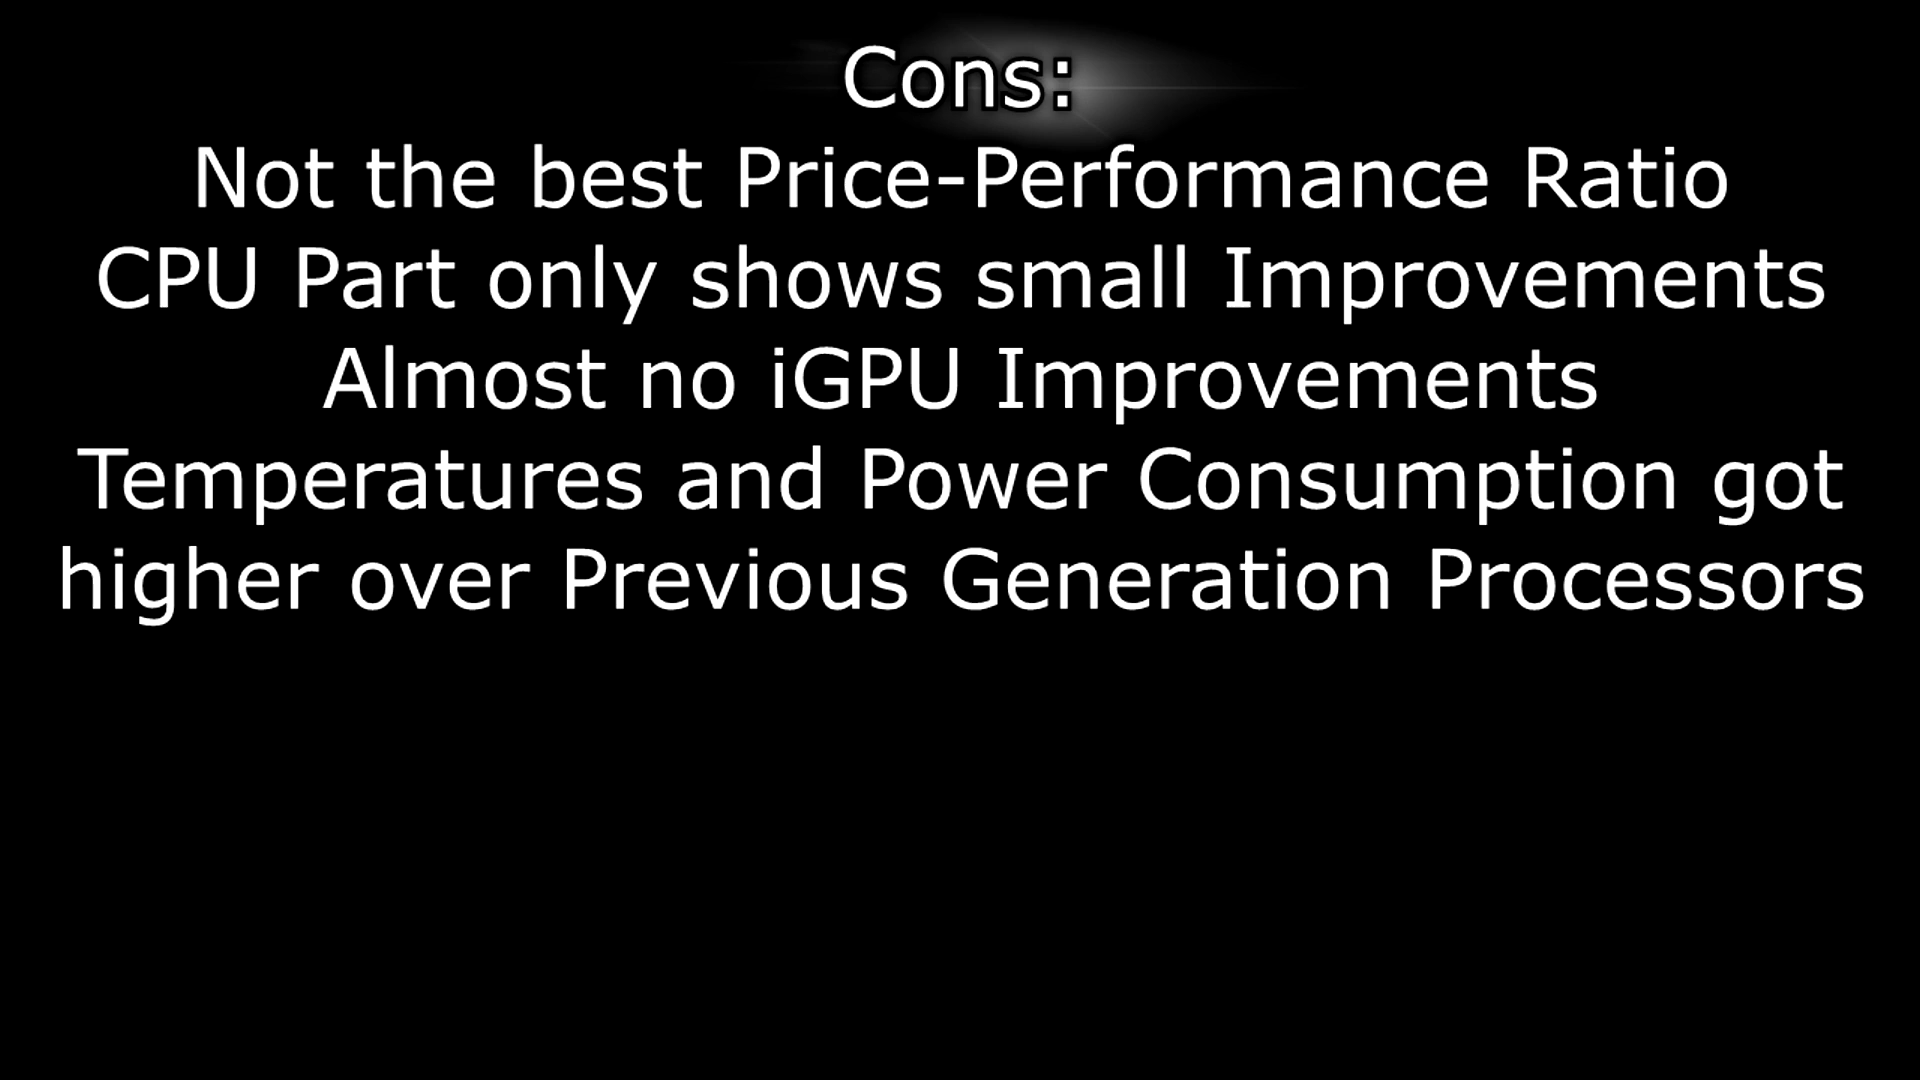 Cons:
Not the best Price-Performance Ratio
CPU Part only shows small Improvements
Almost no iGPU Improvements
Temperatures and Power Consumption got
higher over Previous Generation Processors